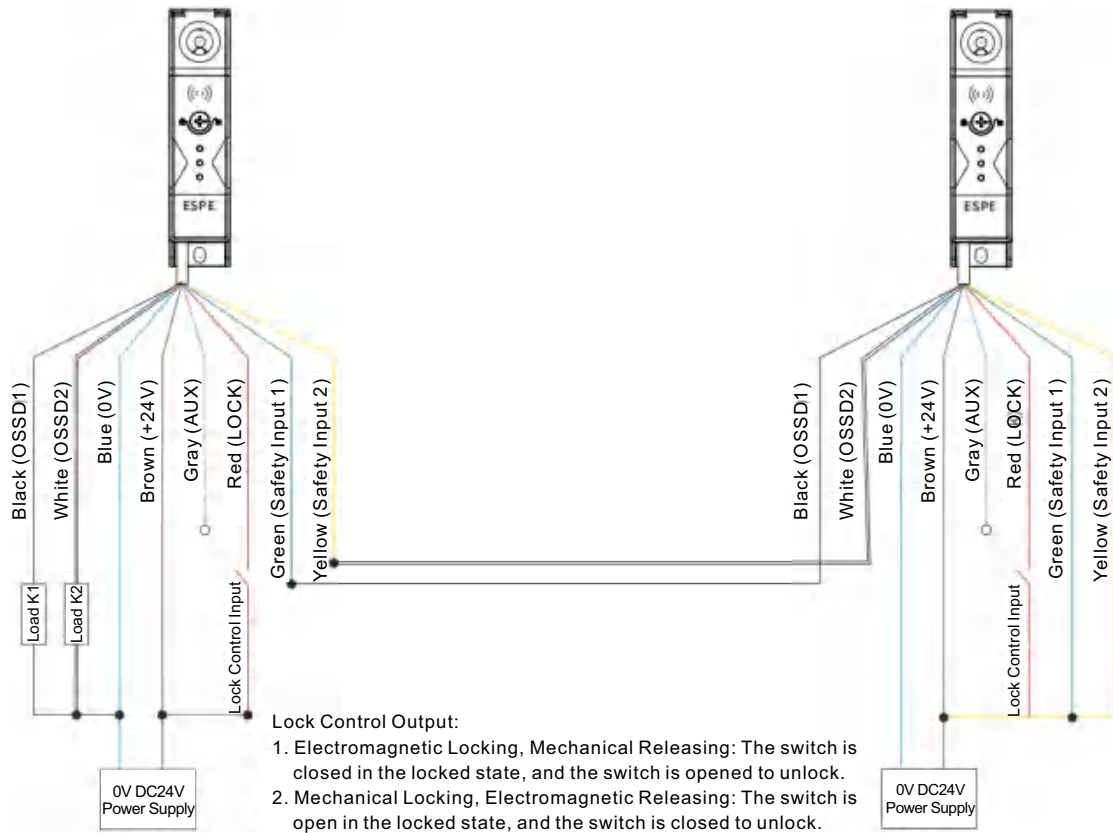 ESPE
ESPE
Black (OSSD1)
White (OSSD2)
Blue (0V)
Brown (+24V)
Gray (AUX)
Red (LOCK)
Green (Safety Input 1)
Yellow (Safety Input 2)
Black (OSSD1)
White (OSSD2)
Blue (0V)
Brown (+24V)
Gray (AUX)
Red (LOCK)
Green (Safety Input 1)
Yellow (Safety Input 2)
Load K1
Load K2
Lock Control Input
Lock Control Input
Lock Control Output:
1. Electromagnetic Locking, Mechanical Releasing: The switch is
closed in the locked state, and the switch is opened to unlock.
2. Mechanical Locking, Electromagnetic Releasing: The switch is
open in the locked state, and the switch is closed to unlock.
0V DC24V
Power Supply
0V DC24V
Power Supply